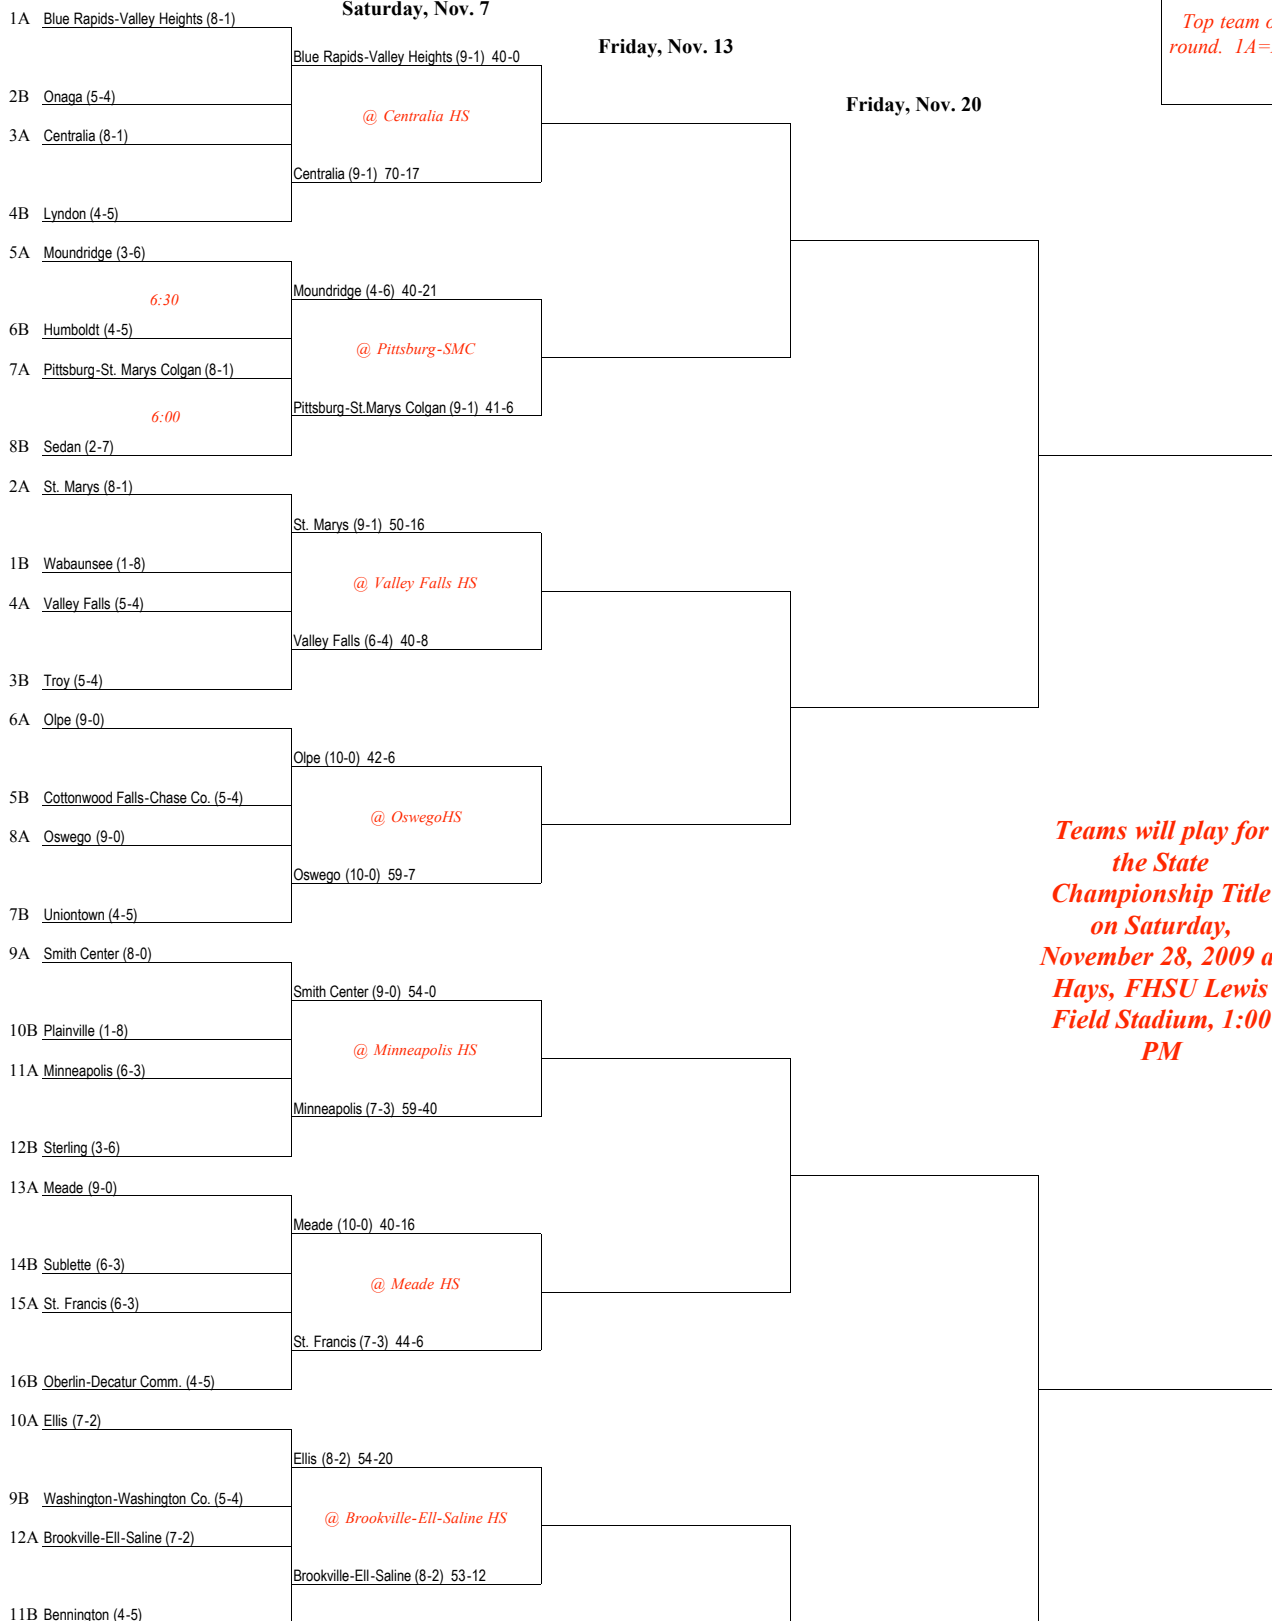 Saturday, Nov. 7
Top team o
1A Blue Rapids-Valley Heights (8-1)
Friday, Nov. 13
round. 1A=
Blue Rapids-Valley Heights (9-1) 40-0
2B Onaga (5-4)
Friday, Nov. 20
@ Centralia HS
3A Centralia (8-1)
Centralia (9-1) 70-17
4B Lyndon (4-5)
5A Moundridge (3-6)
Moundridge (4-6) 40-21
6:30
6B Humboldt (4-5)
@ Pittsburg-SMC
7A Pittsburg-St. Marys Colgan (8-1)
Pittsburg-St.Marys Colgan (9-1) 41-6
6:00
8B Sedan (2-7)
2A St. Marys (8-1)
St. Marys (9-1) 50-16
1B Wabaunsee (1-8)
@ Valley Falls HS
4A Valley Falls (5-4)
Valley Falls (6-4) 40-8
3B Troy (5-4)
6A Olpe (9-0)
Olpe (10-0) 42-6
5B Cottonwood Falls-Chase Co. (5-4)
@ OswegoHS
8A Oswego (9-0)
Oswego (10-0) 59-7
7B Uniontown (4-5)
Teams will play for
the State
Championship Title
on Saturday,
November 28, 2009 a
Hays, FHSU Lewis
Field Stadium, 1:00
PM
9A Smith Center (8-0)
Smith Center (9-0) 54-0
10B Plainville (1-8)
@ Minneapolis HS
11A Minneapolis (6-3)
Minneapolis (7-3) 59-40
12B Sterling (3-6)
13A Meade (9-0)
Meade (10-0) 40-16
14B Sublette (6-3)
@ Meade HS
15A St. Francis (6-3)
St. Francis (7-3) 44-6
16B Oberlin-Decatur Comm. (4-5)
10A Ellis (7-2)
Ellis (8-2) 54-20
9B Washington-Washington Co. (5-4)
@ Brookville-Ell-Saline HS
12A Brookville-Ell-Saline (7-2)
Brookville-Ell-Saline (8-2) 53-12
11B Bennington (4-5)